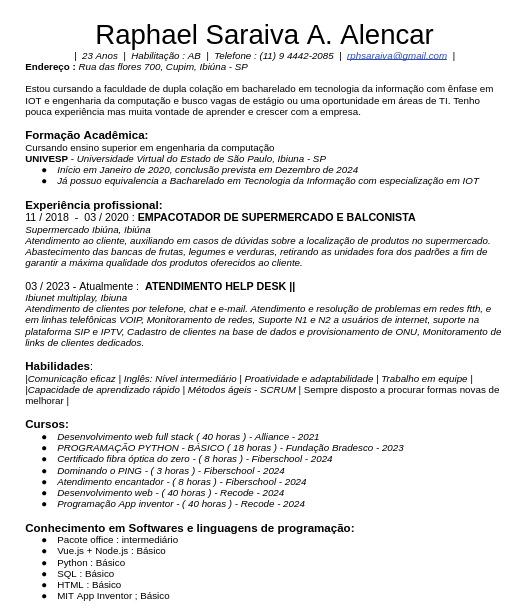 Raphael Saraiva A. Alencar
| 23 Anos | Habilitação : AB | Telefone : (11) 9 4442-2085 | rphsaraiva@gmail.com |
Endereço : Rua das flores 700, Cupim, Ibiúna - SP
Estou cursando a faculdade de dupla colação em bacharelado em tecnologia da informação com ênfase em
IOT e engenharia da computação e busco vagas de estágio ou uma oportunidade em áreas de TI. Tenho
pouca experiência mas muita vontade de aprender e crescer com a empresa.
Formação Acadêmica:
Cursando ensino superior em engenharia da computação
UNIVESP - Universidade Virtual do Estado de São Paulo, Ibiuna - SP
● Início em Janeiro de 2020, conclusão prevista em Dezembro de 2024
● Já possuo equivalencia a Bacharelado em Tecnologia da Informação com especialização em IOT
Experiência profissional:
11 / 2018 - 03 / 2020 : EMPACOTADOR DE SUPERMERCADO E BALCONISTA
Supermercado Ibiúna, Ibiúna
Atendimento ao cliente, auxiliando em casos de dúvidas sobre a localização de produtos no supermercado.
Abastecimento das bancas de frutas, legumes e verduras, retirando as unidades fora dos padrões a fim de
garantir a máxima qualidade dos produtos oferecidos ao cliente.
03 / 2023 - Atualmente : ATENDIMENTO HELP DESK ||
Ibiunet multiplay, Ibiuna
Atendimento de clientes por telefone, chat e e-mail. Atendimento e resolução de problemas em redes ftth, e
em linhas telefônicas VOIP, Monitoramento de redes, Suporte N1 e N2 a usuários de internet, suporte na
plataforma SIP e IPTV, Cadastro de clientes na base de dados e provisionamento de ONU, Monitoramento de
links de clientes dedicados.
Habilidades:
|Comunicação eficaz | Inglês: Nível intermediário | Proatividade e adaptabilidade | Trabalho em equipe |
|Capacidade de aprendizado rápido | Métodos ágeis - SCRUM | Sempre disposto a procurar formas novas de
melhorar |
Cursos:
● Desenvolvimento web full stack ( 40 horas ) - Alliance - 2021
● PROGRAMAÇÃO PYTHON - BÁSICO ( 18 horas ) - Fundação Bradesco - 2023
● Certificado fibra óptica do zero - ( 8 horas ) - Fiberschool - 2024
● Dominando o PING - ( 3 horas ) - Fiberschool - 2024
● Atendimento encantador - ( 8 horas ) - Fiberschool - 2024
● Desenvolvimento web - ( 40 horas ) - Recode - 2024
● Programação App inventor - ( 40 horas ) - Recode - 2024
Conhecimento em Softwares e linguagens de programação:
● Pacote office : intermediário
● Vue.js + Node.js : Básico
● Python : Básico
● SQL : Básico
● HTML : Básico
● MIT App Inventor ; Básico